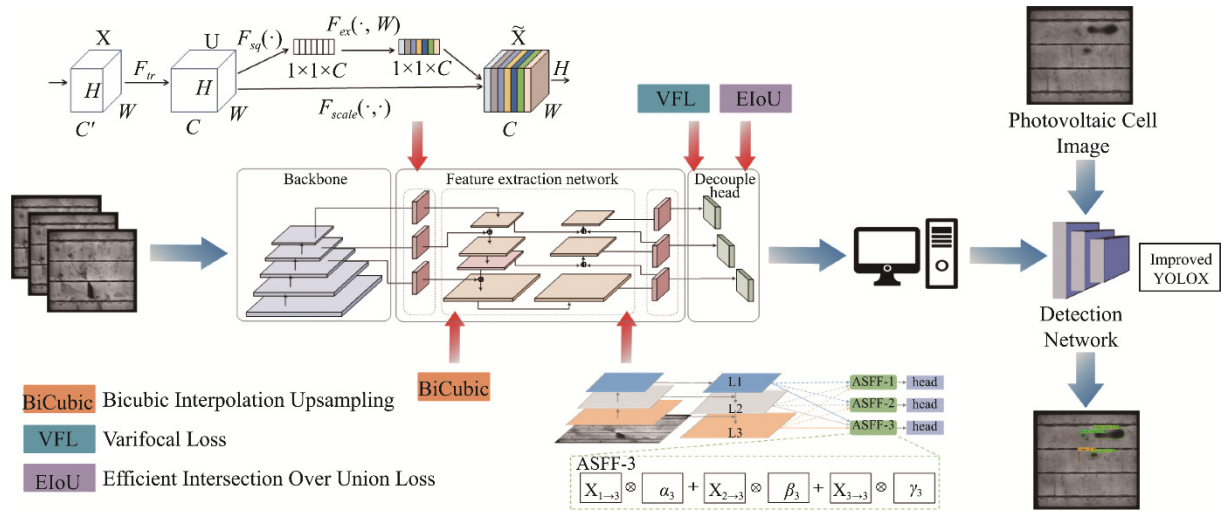 X
H
W
C′
F_tr
U
H
W
C
F_sq(·)
1×1×C
F_ex(·, W)
1×1×C
F_scale(·,·)
X̃
H
W
C
VFL
EIoU
Photovoltaic Cell
Image
Backbone
Feature extraction network
Decouple
head
Improved
YOLOX
Detection
Network
BiCubic
BiCubic Bicubic Interpolation Upsampling
VFL Varifocal Loss
EIoU Efficient Intersection Over Union Loss
L1
L2
L3
ASFF-1 head
ASFF-2 head
ASFF-3 head
ASFF-3
X₁→₃ ⊗ α₃ + X₂→₃ ⊗ β₃ + X₃→₃ ⊗ γ₃